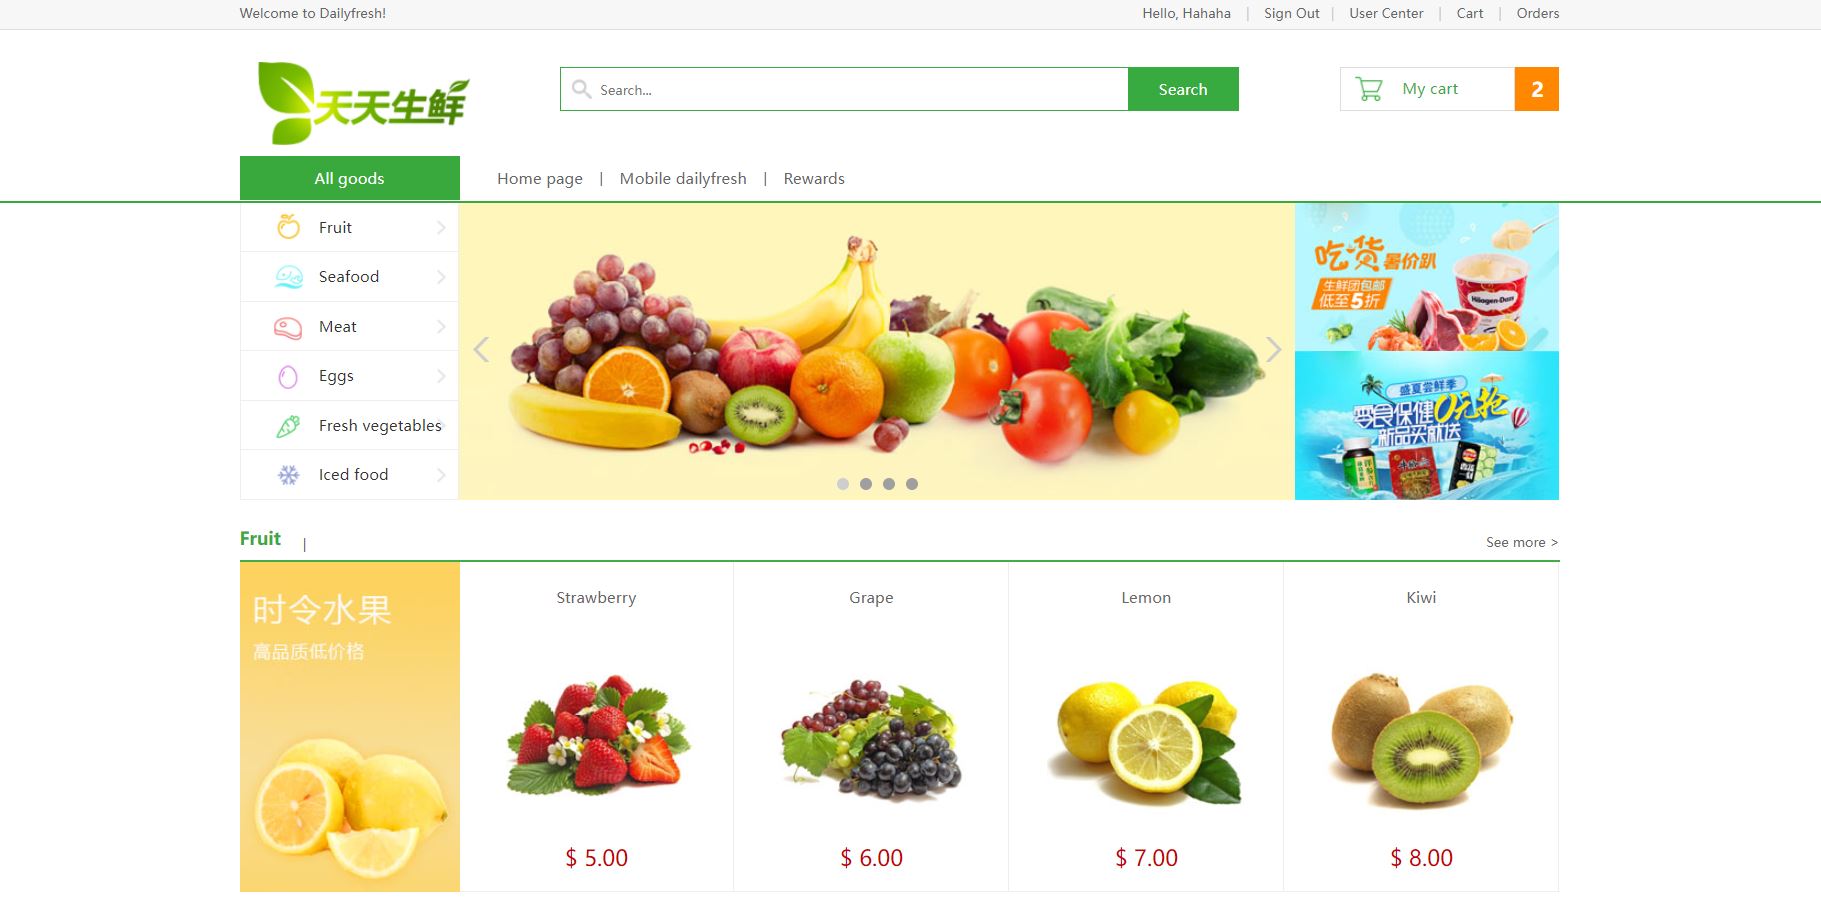 Welcome to Dailyfresh!
Hello, Hahaha | Sign Out | User Center | Cart | Orders
天天生鲜
Search...
Search
My cart
2
All goods
Home page | Mobile dailyfresh | Rewards
Fruit
Seafood
Meat
Eggs
Fresh vegetables
Iced food
吃货暑价趴
生鲜团包邮
低至5折
Häagen-Dazs
盛夏尝鲜季
零食保健0元抢
新品买就送
Fruit |
See more >
时令水果
高品质低价格
Strawberry
Grape
Lemon
Kiwi
$ 5.00
$ 6.00
$ 7.00
$ 8.00